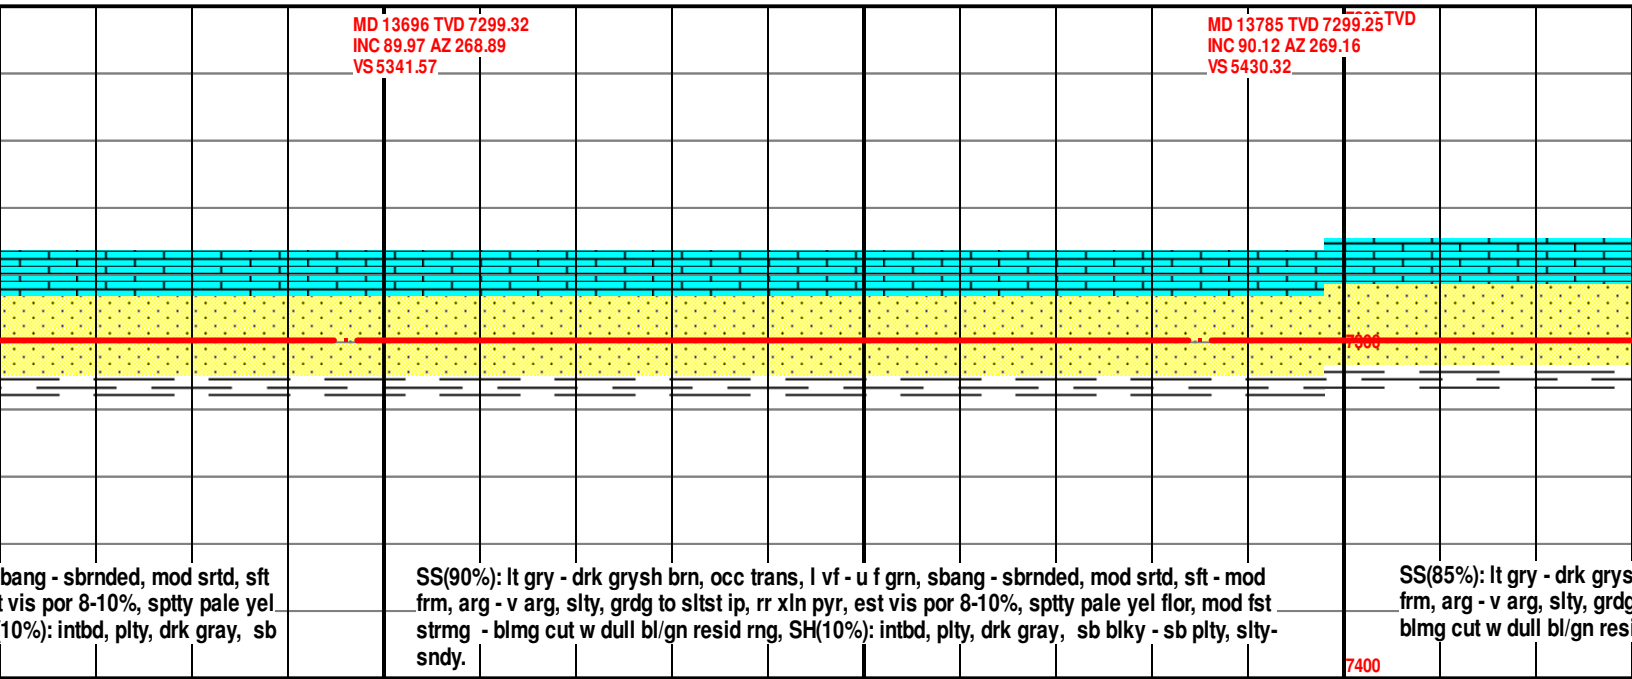 MD 13696 TVD 7299.32
INC 89.97 AZ 268.89
VS 5341.57
MD 13785 TVD 7299.25
INC 90.12 AZ 269.16
VS 5430.32
TVD
7300
bang - sbrnded, mod srtd, sft
t vis por 8-10%, sptty pale yel
10%): intbd, plty, drk gray, sb
SS(90%): lt gry - drk grysh brn, occ trans, l vf - u f grn, sbang - sbrnded, mod srtd, sft - mod
frm, arg - v arg, slty, grdg to sltst ip, rr xln pyr, est vis por 8-10%, sptty pale yel flor, mod fst
strmg - blmg cut w dull bl/gn resid rng, SH(10%): intbd, plty, drk gray, sb blky - sb plty, slty-
sndy.
SS(85%): lt gry - drk grys
frm, arg - v arg, slty, grdg
blmg cut w dull bl/gn resi
7400